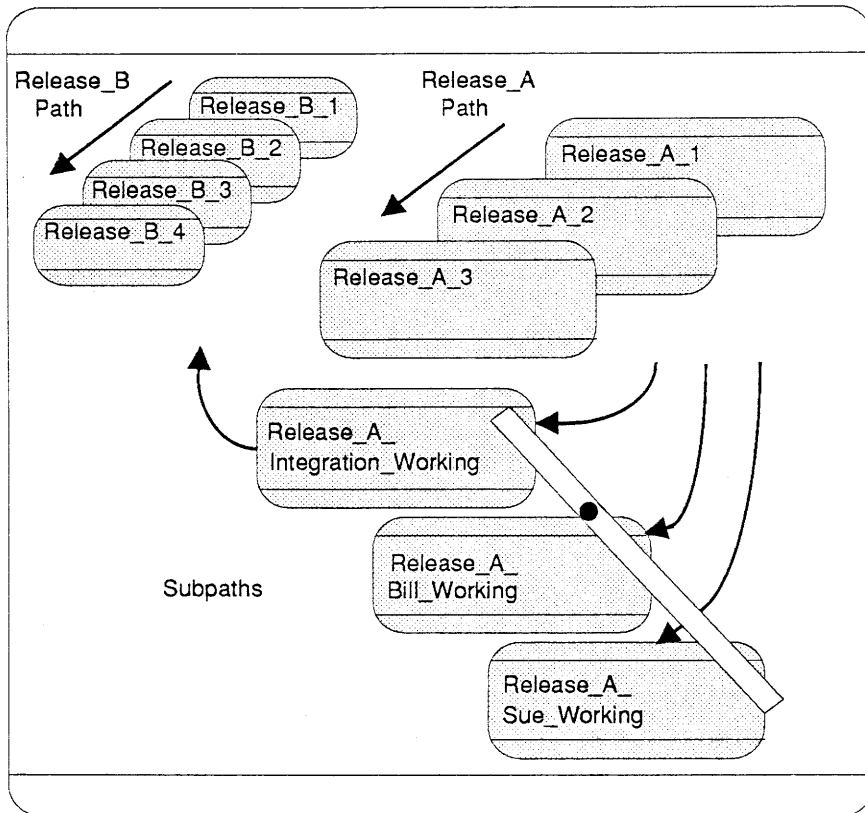 Release_B
Path
Release_B_1
Release_B_2
Release_B_3
Release_B_4
Release_A
Path
Release_A_1
Release_A_2
Release_A_3
Release_A_
Integration_Working
Release_A_
Bill_Working
Subpaths
Release_A_
Sue_Working